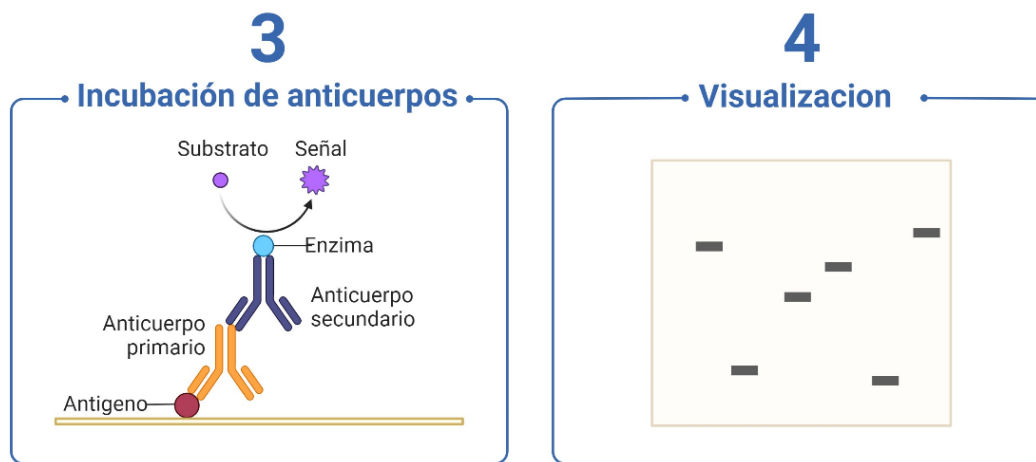 3
Incubación de anticuerpos
Substrato
Señal
Enzima
Anticuerpo
secundario
Anticuerpo
primario
Antigeno
4
Visualizacion